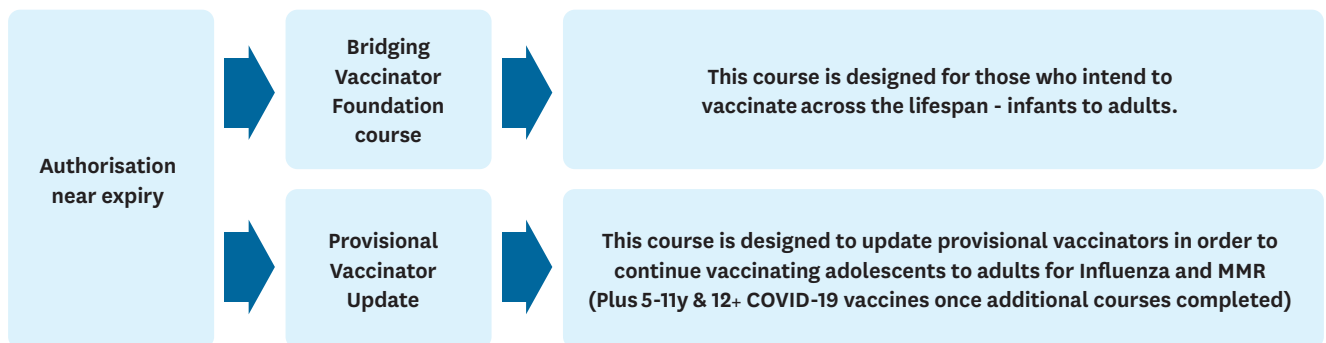 Authorisation
near expiry
Bridging
Vaccinator
Foundation
course
This course is designed for those who intend to
vaccinate across the lifespan - infants to adults.
Provisional
Vaccinator
Update
This course is designed to update provisional vaccinators in order to
continue vaccinating adolescents to adults for Influenza and MMR
(Plus 5-11y & 12+ COVID-19 vaccines once additional courses completed)